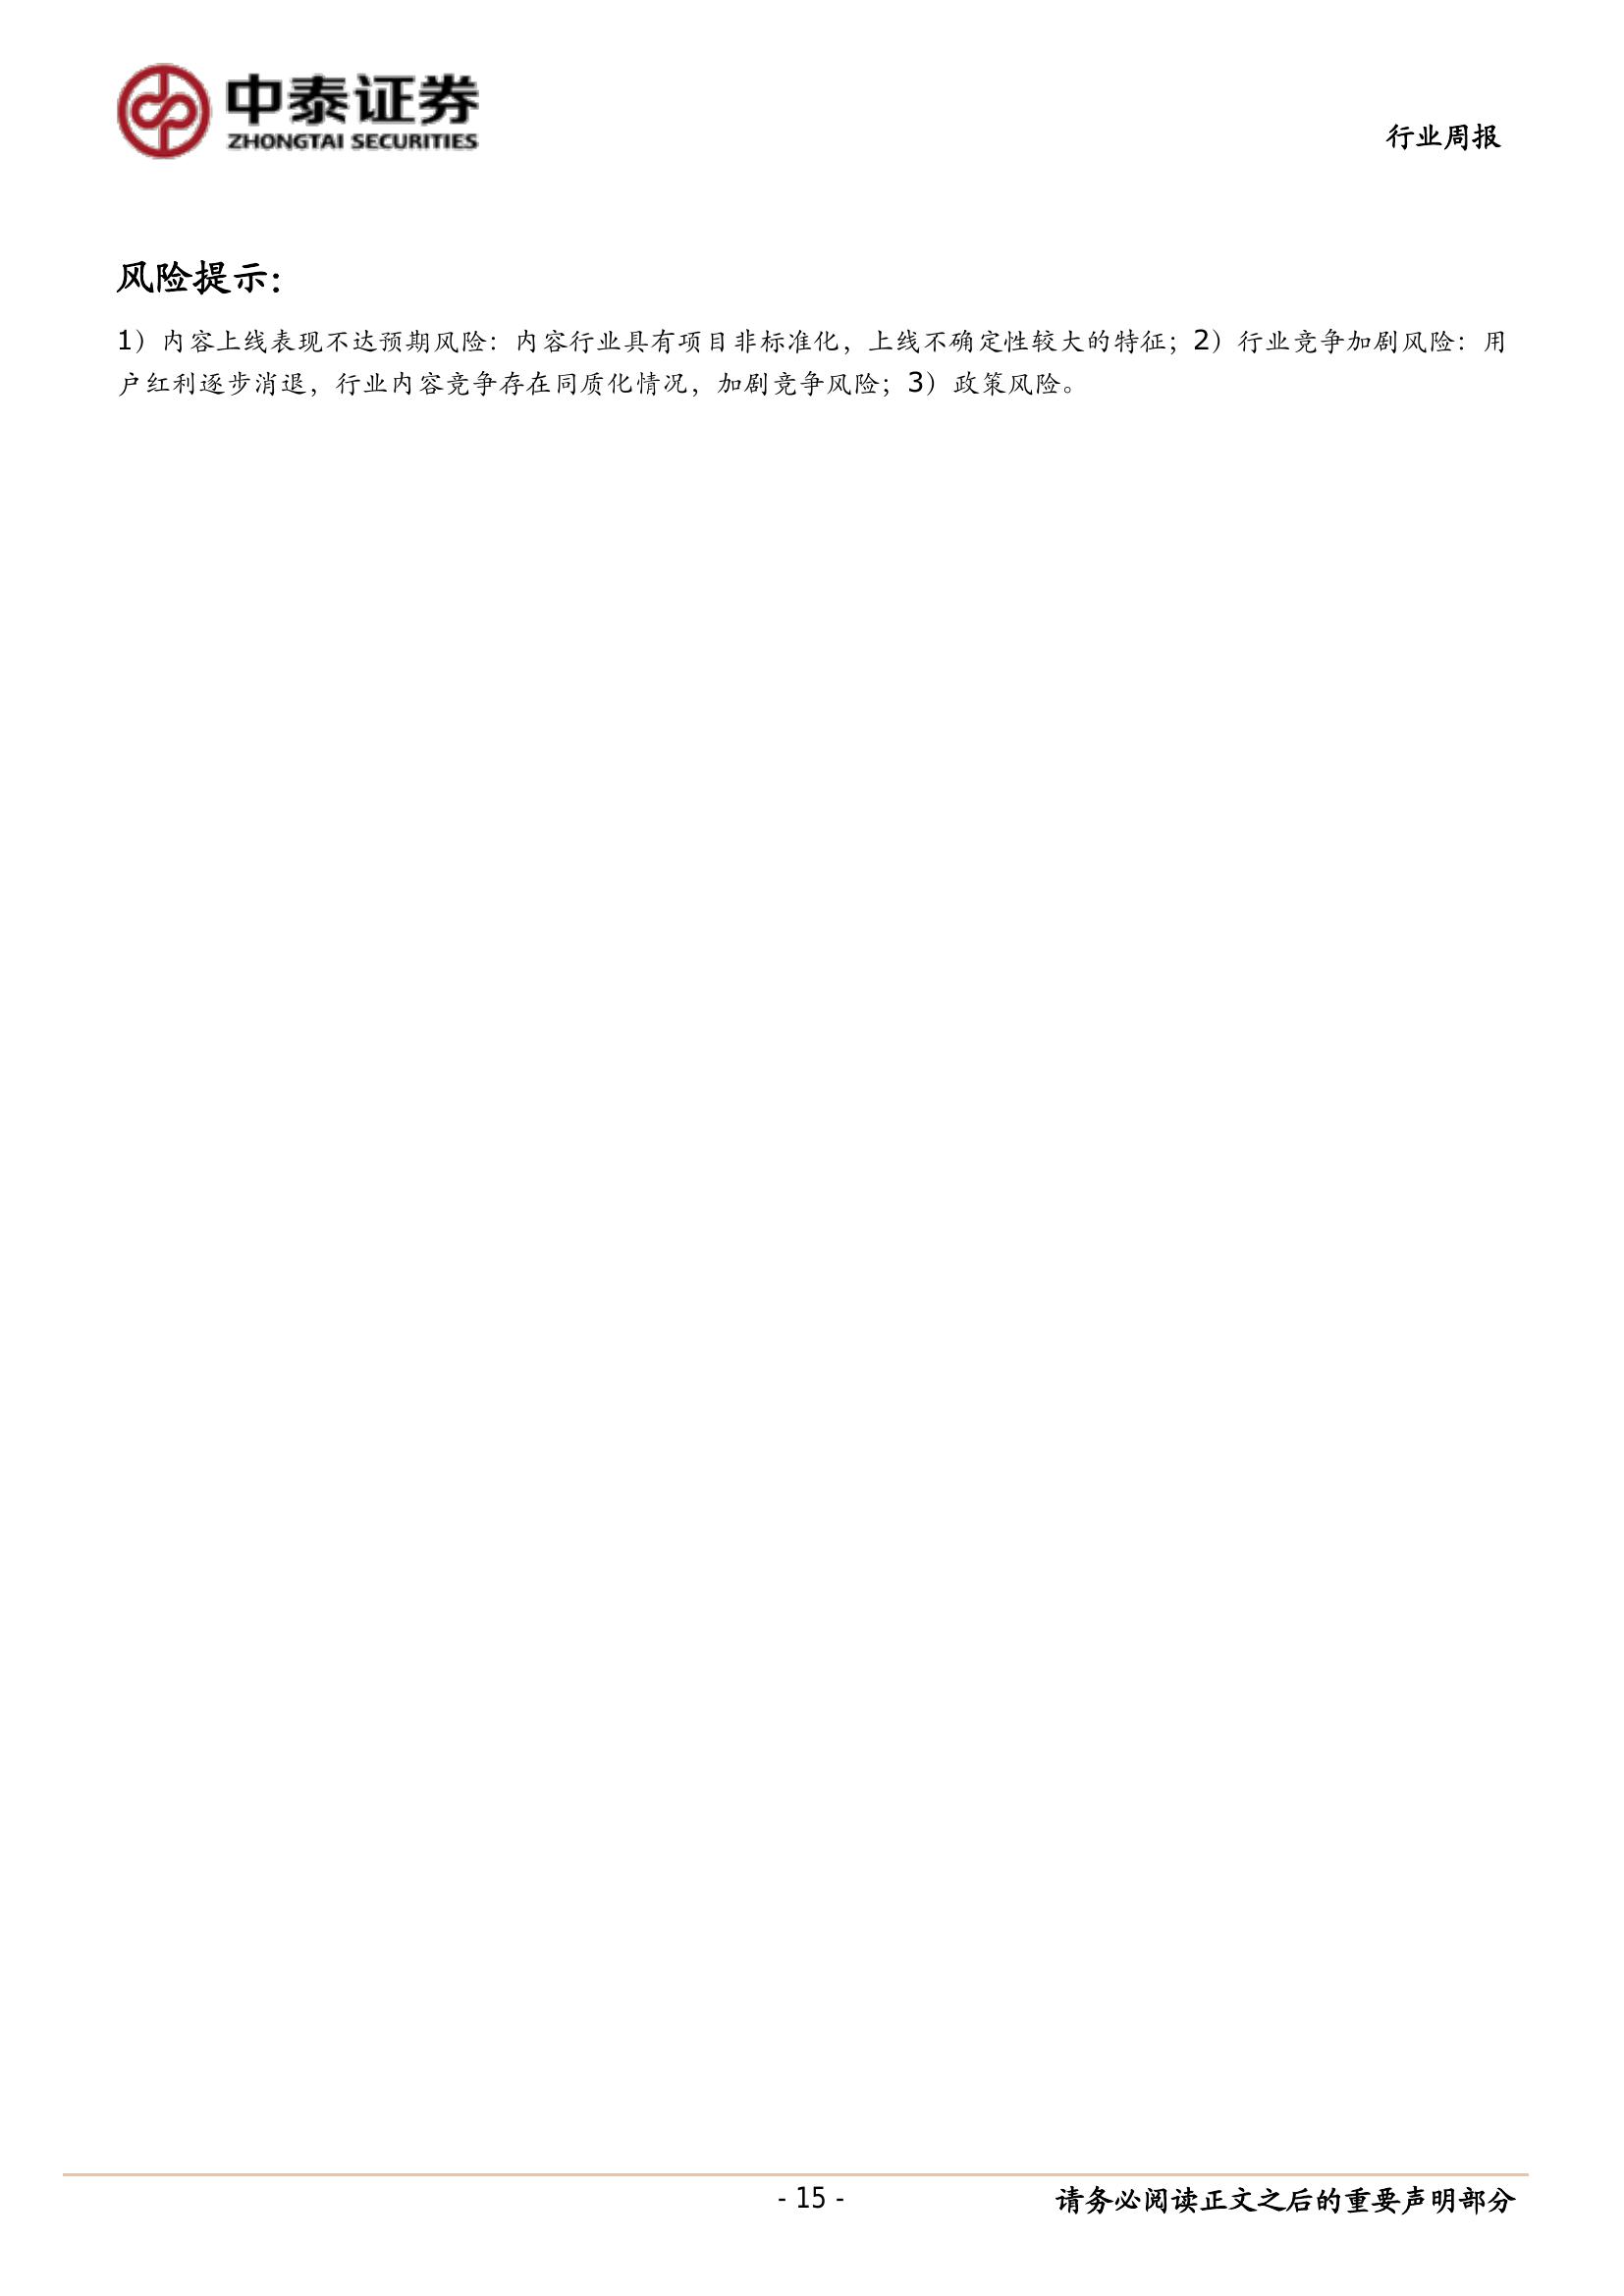 中泰证券
ZHONGTAI SECURITIES
行业周报
风险提示：
1）内容上线表现不达预期风险：内容行业具有项目非标准化，上线不确定性较大的特征；2）行业竞争加剧风险：用
户红利逐步消退，行业内容竞争存在同质化情况，加剧竞争风险；3）政策风险。
- 15 -
请务必阅读正文之后的重要声明部分